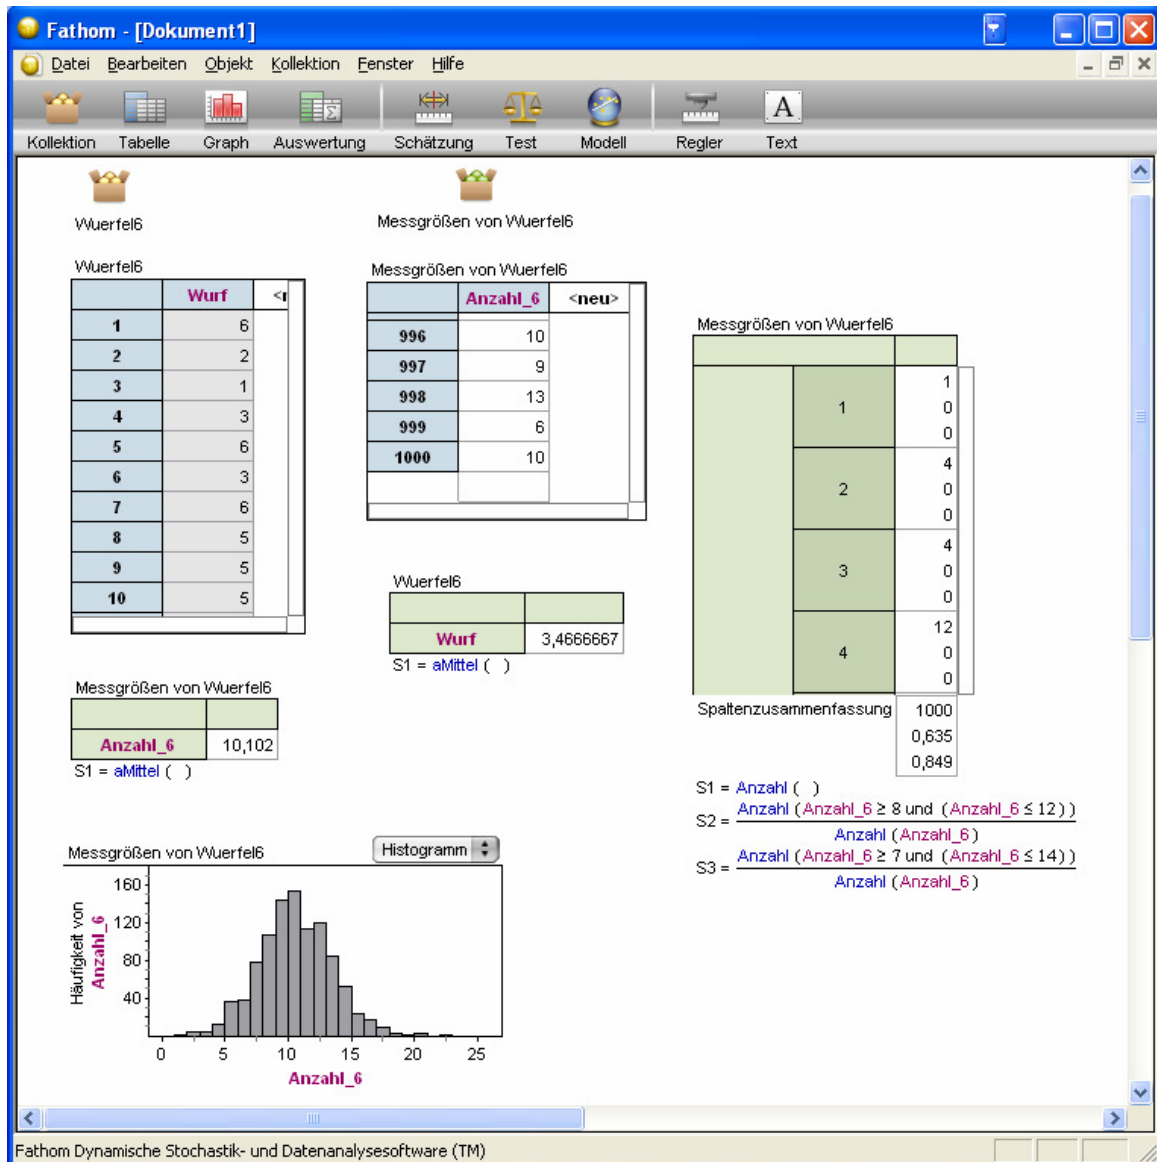 Fathom - [Dokument1]
Datei Bearbeiten Objekt Kollektion Fenster Hilfe
Kollektion Tabelle Graph Auswertung Schätzung Test Modell Regler Text
Wuerfel6
Messgrößen von Wuerfel6
Wuerfel6
Wurf <r
1 6
2 2
3 1
4 3
5 6
6 3
7 6
8 5
9 5
10 5
Messgrößen von Wuerfel6
Anzahl_6 <neu>
996 10
997 9
998 13
999 6
1000 10
Messgrößen von Wuerfel6
1
1
0
0
2
4
0
0
3
4
0
0
4
12
0
0
Spaltenzusammenfassung 1000
0,635
0,849
S1 = Anzahl ( )
S2 = Anzahl (Anzahl_6 ≥ 8 und (Anzahl_6 ≤ 12))
Anzahl (Anzahl_6)
S3 = Anzahl (Anzahl_6 ≥ 7 und (Anzahl_6 ≤ 14))
Anzahl (Anzahl_6)
Wuerfel6
Wurf 3,4666667
S1 = aMittel ( )
Messgrößen von Wuerfel6
Anzahl_6 10,102
S1 = aMittel ( )
Messgrößen von Wuerfel6 Histogramm
Häufigkeit von
Anzahl_6
160
120
80
40
0 5 10 15 20 25
Anzahl_6
Fathom Dynamische Stochastik- und Datenanalysesoftware (TM)